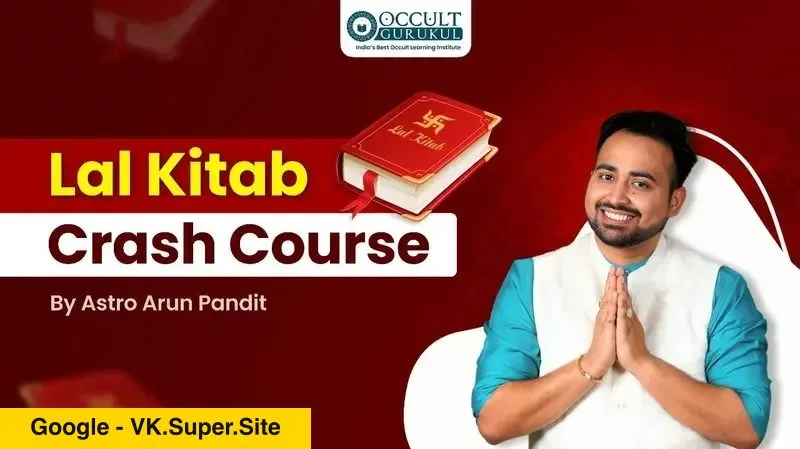 OCCULT
GURUKUL
India's Best Occult Learning Institute
Lal Kitab
Lal Kitab
Crash Course
By Astro Arun Pandit
Google - VK.Super.Site